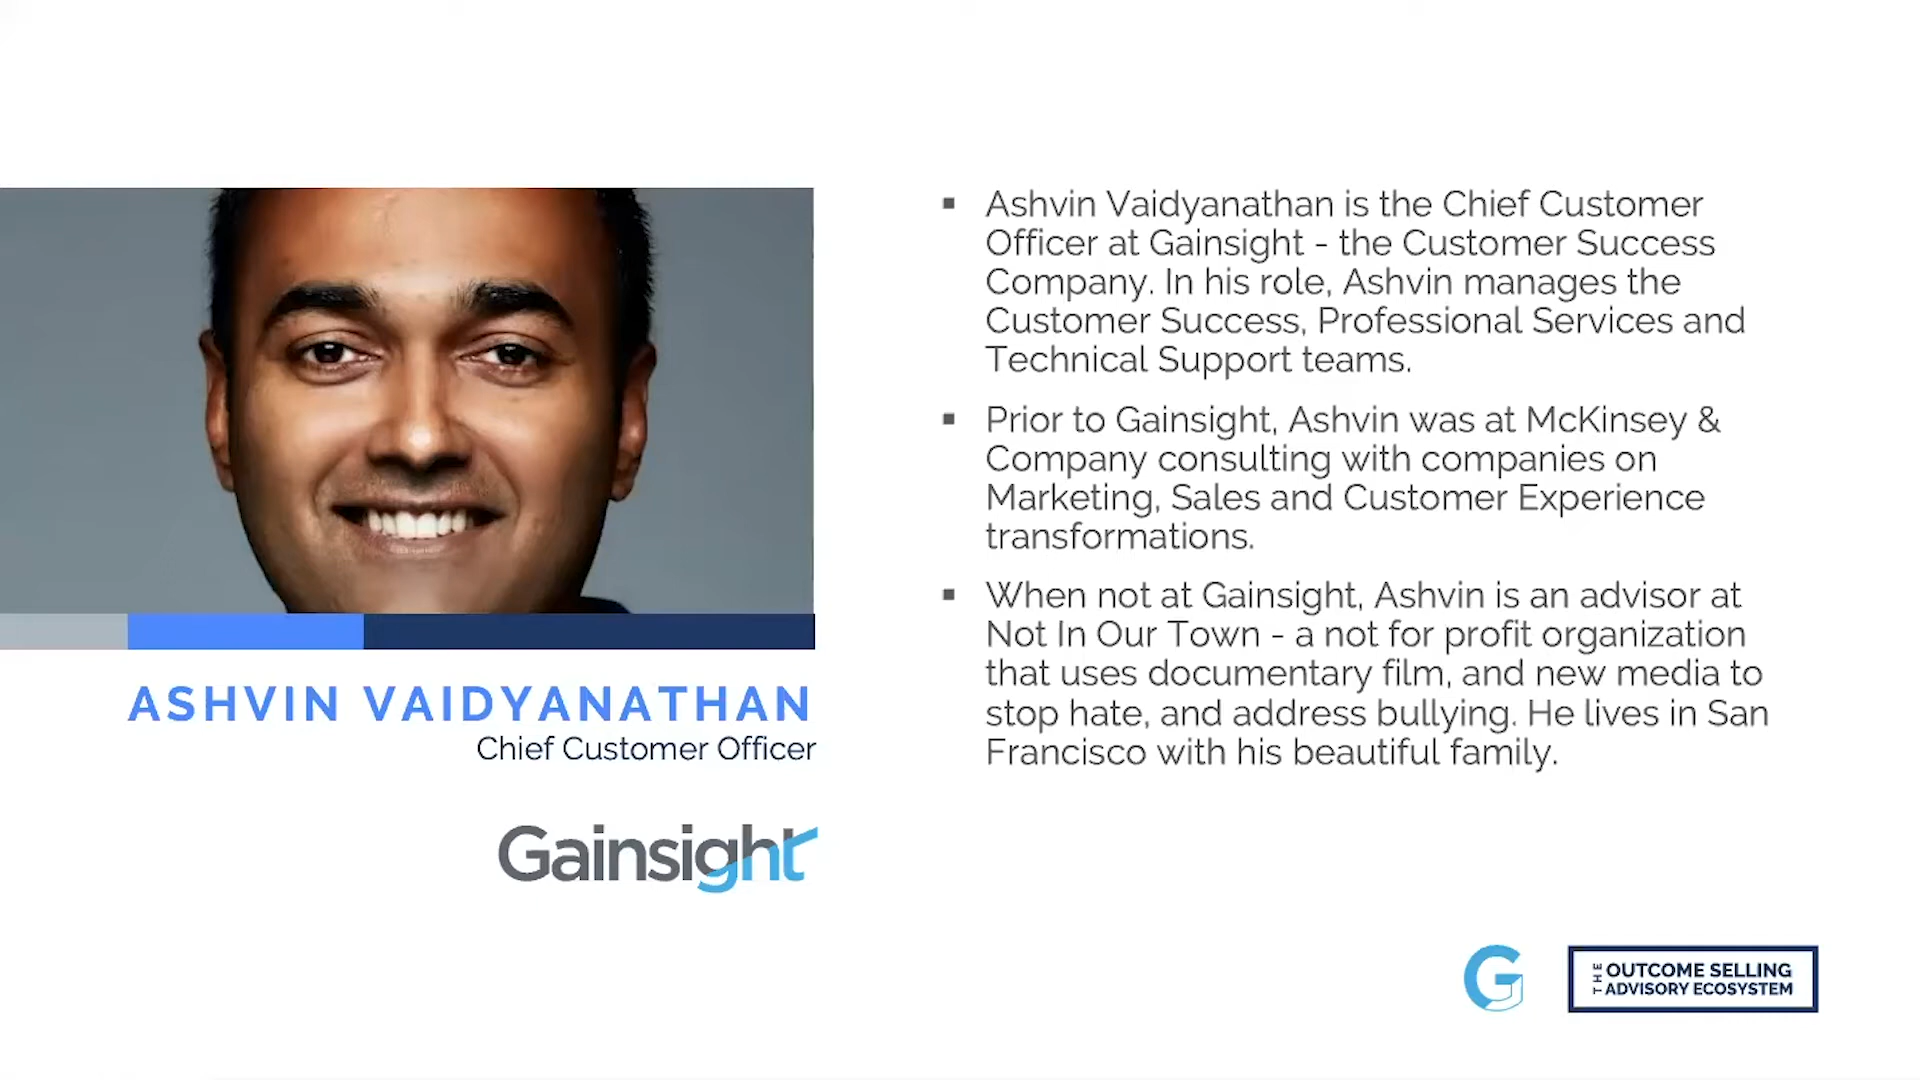 ASHVIN VAIDYANATHAN
Chief Customer Officer
Gainsight
▪ Ashvin Vaidyanathan is the Chief Customer
Officer at Gainsight - the Customer Success
Company. In his role, Ashvin manages the
Customer Success, Professional Services and
Technical Support teams.
▪ Prior to Gainsight, Ashvin was at McKinsey &
Company consulting with companies on
Marketing, Sales and Customer Experience
transformations.
▪ When not at Gainsight, Ashvin is an advisor at
Not In Our Town - a not for profit organization
that uses documentary film, and new media to
stop hate, and address bullying. He lives in San
Francisco with his beautiful family.
G
THE OUTCOME SELLING
ADVISORY ECOSYSTEM